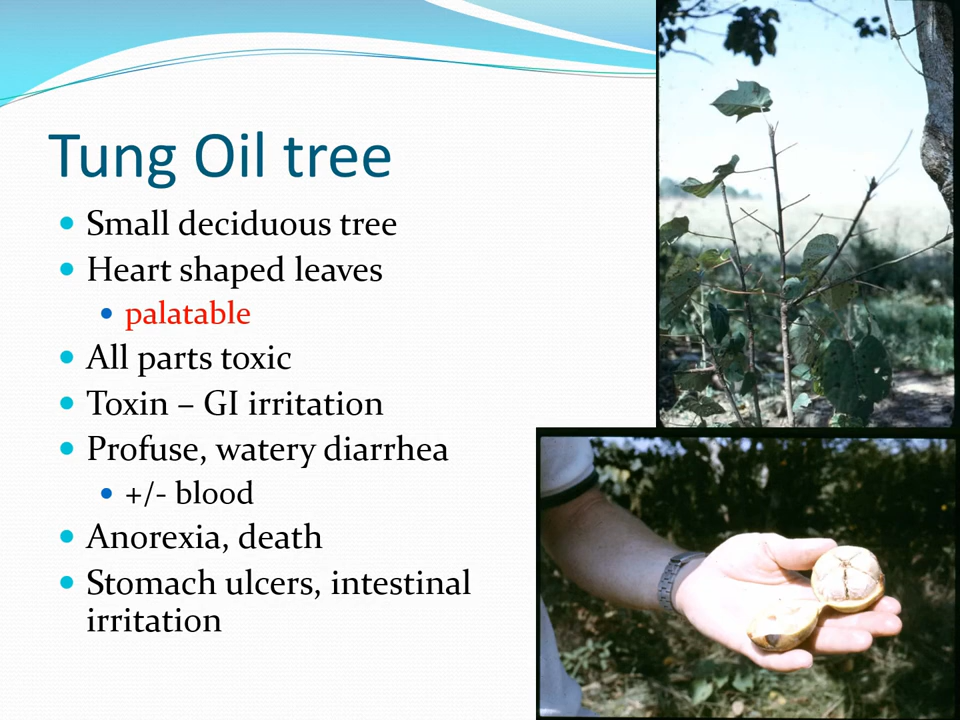 Tung Oil tree
Small deciduous tree
Heart shaped leaves
palatable
All parts toxic
Toxin – GI irritation
Profuse, watery diarrhea
+/- blood
Anorexia, death
Stomach ulcers, intestinal
irritation